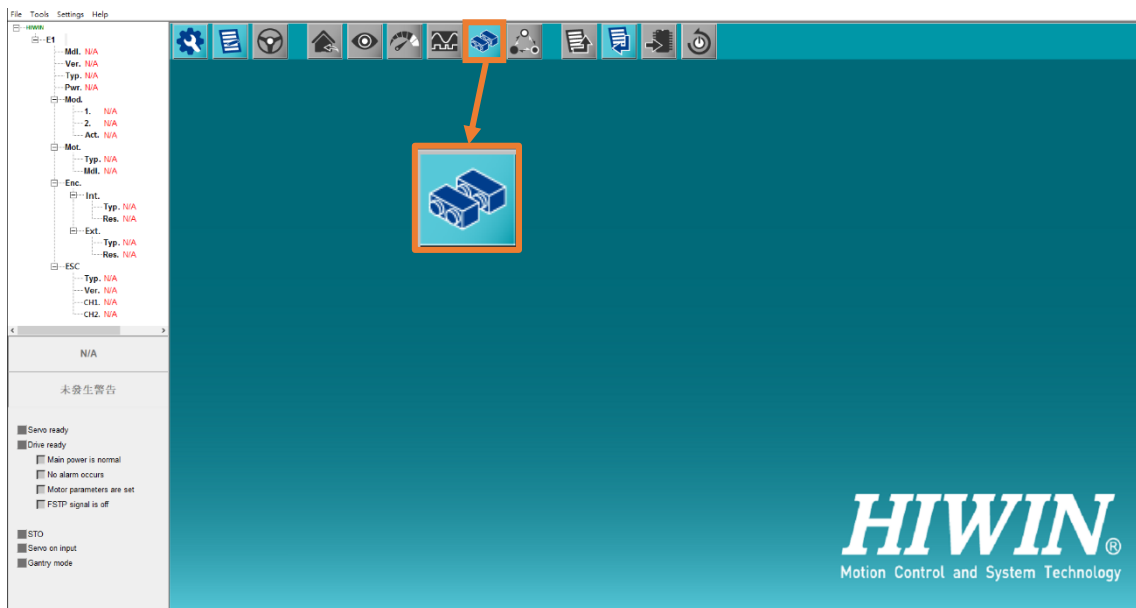 File Tools Settings Help
HIWIN
E1
Mdl. N/A
Ver. N/A
Typ. N/A
Pwr. N/A
Mod.
1. N/A
2. N/A
Act. N/A
Mot.
Typ. N/A
Mdl. N/A
Enc.
Int.
Typ. N/A
Res. N/A
Ext.
Typ. N/A
Res. N/A
ESC
Typ. N/A
Ver. N/A
CH1. N/A
CH2. N/A
N/A
未發生警告
Servo ready
Drive ready
Main power is normal
No alarm occurs
Motor parameters are set
FSTP signal is off
STO
Servo on input
Gantry mode
HIWIN®
Motion Control and System Technology